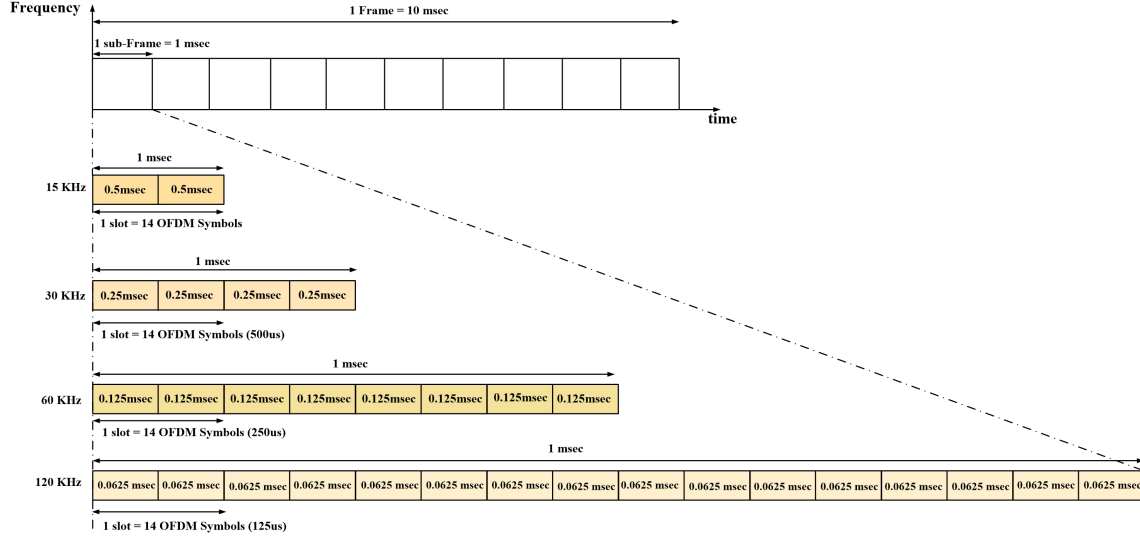 Frequency
1 Frame = 10 msec
1 sub-Frame = 1 msec
time
1 msec
15 KHz
0.5msec 0.5msec
1 slot = 14 OFDM Symbols
1 msec
30 KHz
0.25msec 0.25msec 0.25msec 0.25msec
1 slot = 14 OFDM Symbols (500us)
1 msec
60 KHz
0.125msec 0.125msec 0.125msec 0.125msec 0.125msec 0.125msec 0.125msec 0.125msec
1 slot = 14 OFDM Symbols (250us)
1 msec
120 KHz
0.0625 msec 0.0625 msec 0.0625 msec 0.0625 msec 0.0625 msec 0.0625 msec 0.0625 msec 0.0625 msec 0.0625 msec 0.0625 msec 0.0625 msec 0.0625 msec 0.0625 msec 0.0625 msec 0.0625 msec 0.0625 msec
1 slot = 14 OFDM Symbols (125us)